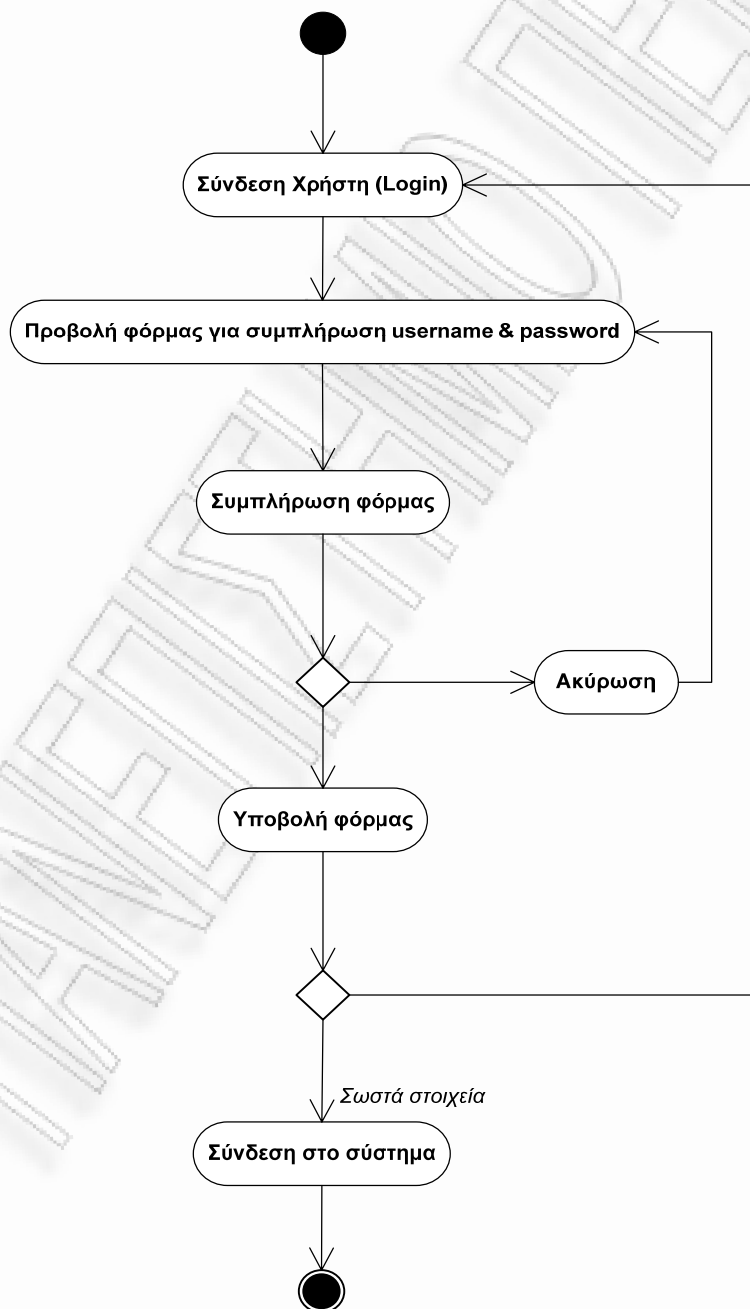 Σύνδεση Χρήστη (Login)
Προβολή φόρμας για συμπλήρωση username & password
Συμπλήρωση φόρμας
Ακύρωση
Υποβολή φόρμας
Σωστά στοιχεία
Σύνδεση στο σύστημα
ΠΑΝΕΠΙΣΤΗΜΙΟ